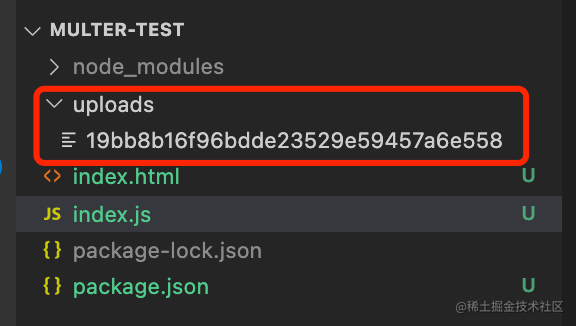 MULTER-TEST
node_modules
uploads
19bb8b16f96bdde23529e59457a6e558
index.html U
JS index.js U
{} package-lock.json
{} package.json U
@稀土掘金技术社区